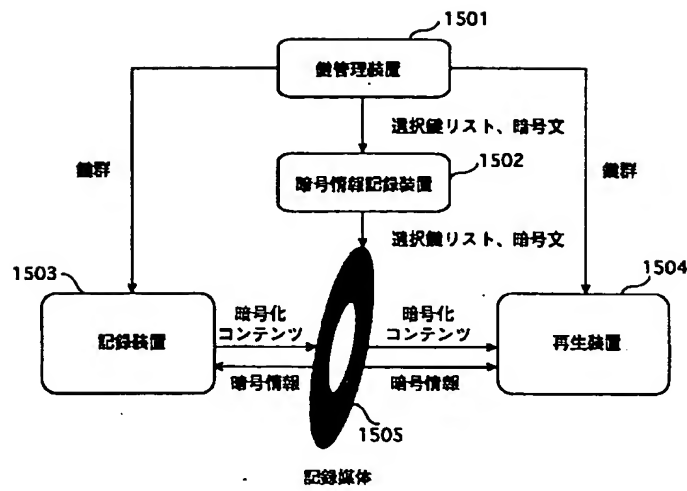 1501
鍵管理装置
選択鍵リスト、暗号文
鍵群
1502
鍵群
暗号情報記録装置
選択鍵リスト、暗号文
1503
1504
記録装置
暗号化
コンテンツ
暗号化
コンテンツ
再生装置
暗号情報
暗号情報
1505
記録媒体